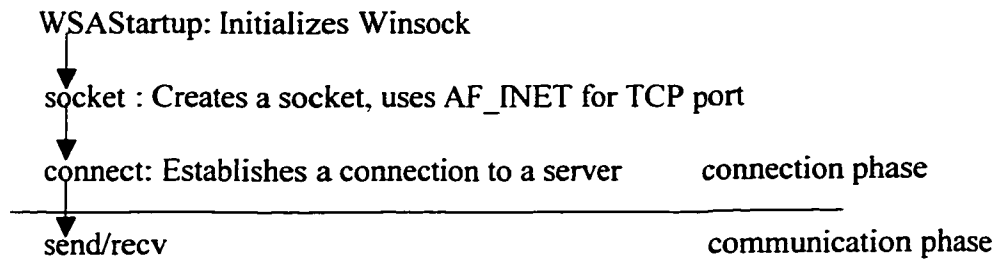 WSAStartup: Initializes Winsock
socket : Creates a socket, uses AF_INET for TCP port
connect: Establishes a connection to a server connection phase
send/recv communication phase